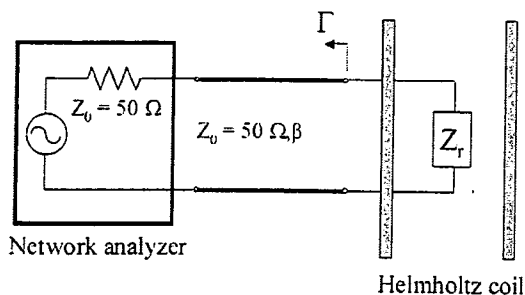 Γ
Z₀ = 50 Ω
Z₀ = 50 Ω,β
Zᵣ
Network analyzer
Helmholtz coil